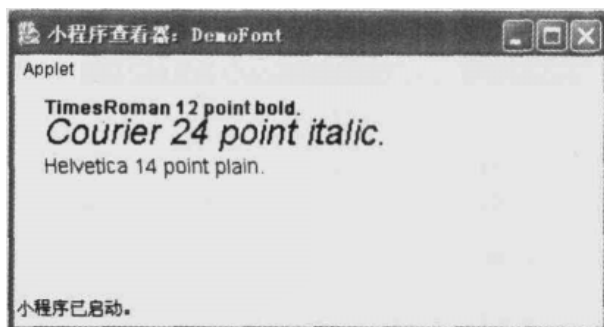 小程序查看器：DemoFont
Applet
TimesRoman 12 point bold.
Courier 24 point italic.
Helvetica 14 point plain.
小程序已启动。